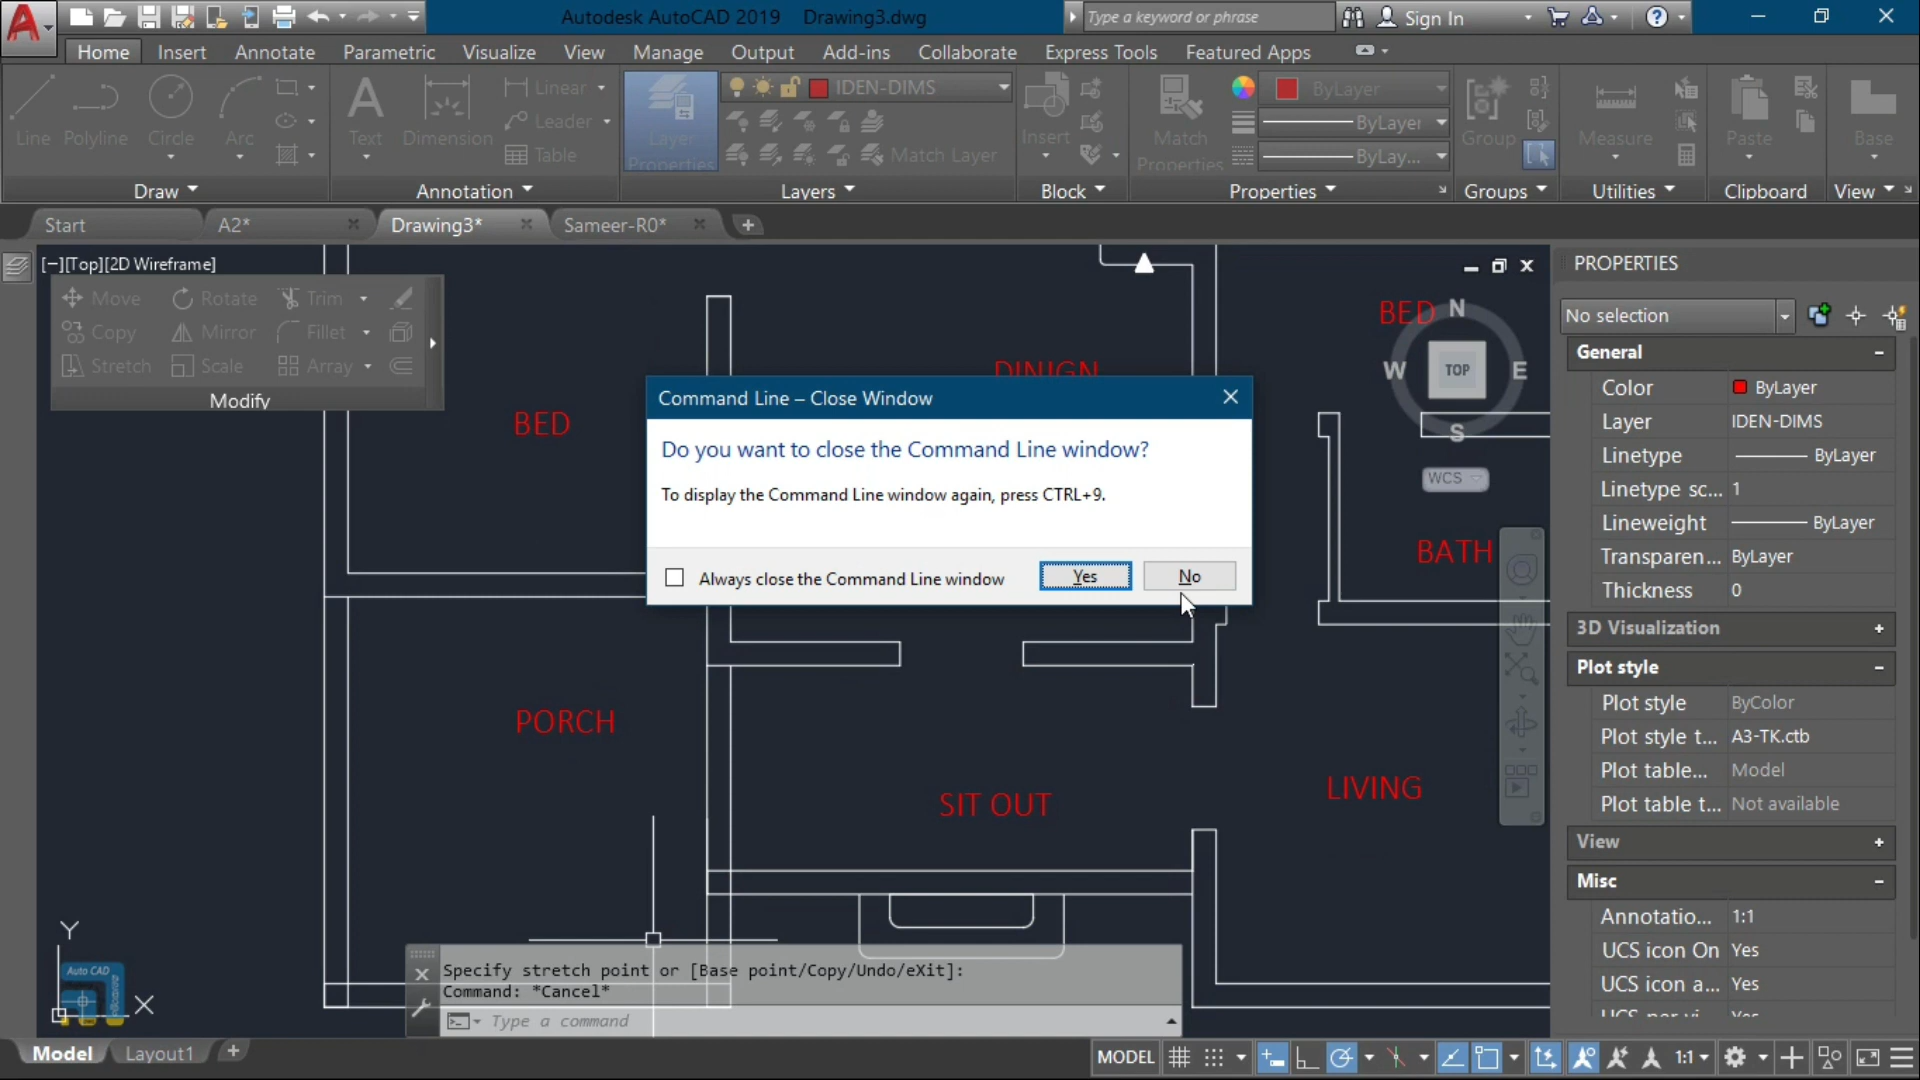 Autodesk AutoCAD 2019 Drawing3.dwg
Type a keyword or phrase
Sign In
Home Insert Annotate Parametric Visualize View Manage Output Add-ins Collaborate Express Tools Featured Apps
Line Polyline Circle Arc
Draw
Text Dimension
Linear
Leader
Table
Annotation
Layer
Properties
IDEN-DIMS
Match Layer
Layers
Insert
Block
Match
Properties
ByLayer
ByLayer
ByLay...
Properties
Group
Groups
Measure
Utilities
Paste
Clipboard
Base
View
Start A2* Drawing3* Sameer-R0*
[−][Top][2D Wireframe]
Move Rotate Trim
Copy Mirror Fillet
Stretch Scale Array
Modify
BED
DINIGN
BED
BATH
PORCH
SIT OUT
LIVING
N
W TOP E
S
WCS
Command Line – Close Window
Do you want to close the Command Line window?
To display the Command Line window again, press CTRL+9.
Always close the Command Line window
Yes No
PROPERTIES
No selection
General
Color ByLayer
Layer IDEN-DIMS
Linetype ByLayer
Linetype sc... 1
Lineweight ByLayer
Transparen... ByLayer
Thickness 0
3D Visualization
Plot style
Plot style ByColor
Plot style t... A3-TK.ctb
Plot table... Model
Plot table t... Not available
View
Misc
Annotatio... 1:1
UCS icon On Yes
UCS icon a... Yes
Y
X
Auto CAD
Specify stretch point or [Base point/Copy/Undo/eXit]:
Command: *Cancel*
Type a command
Model Layout1
MODEL
1:1